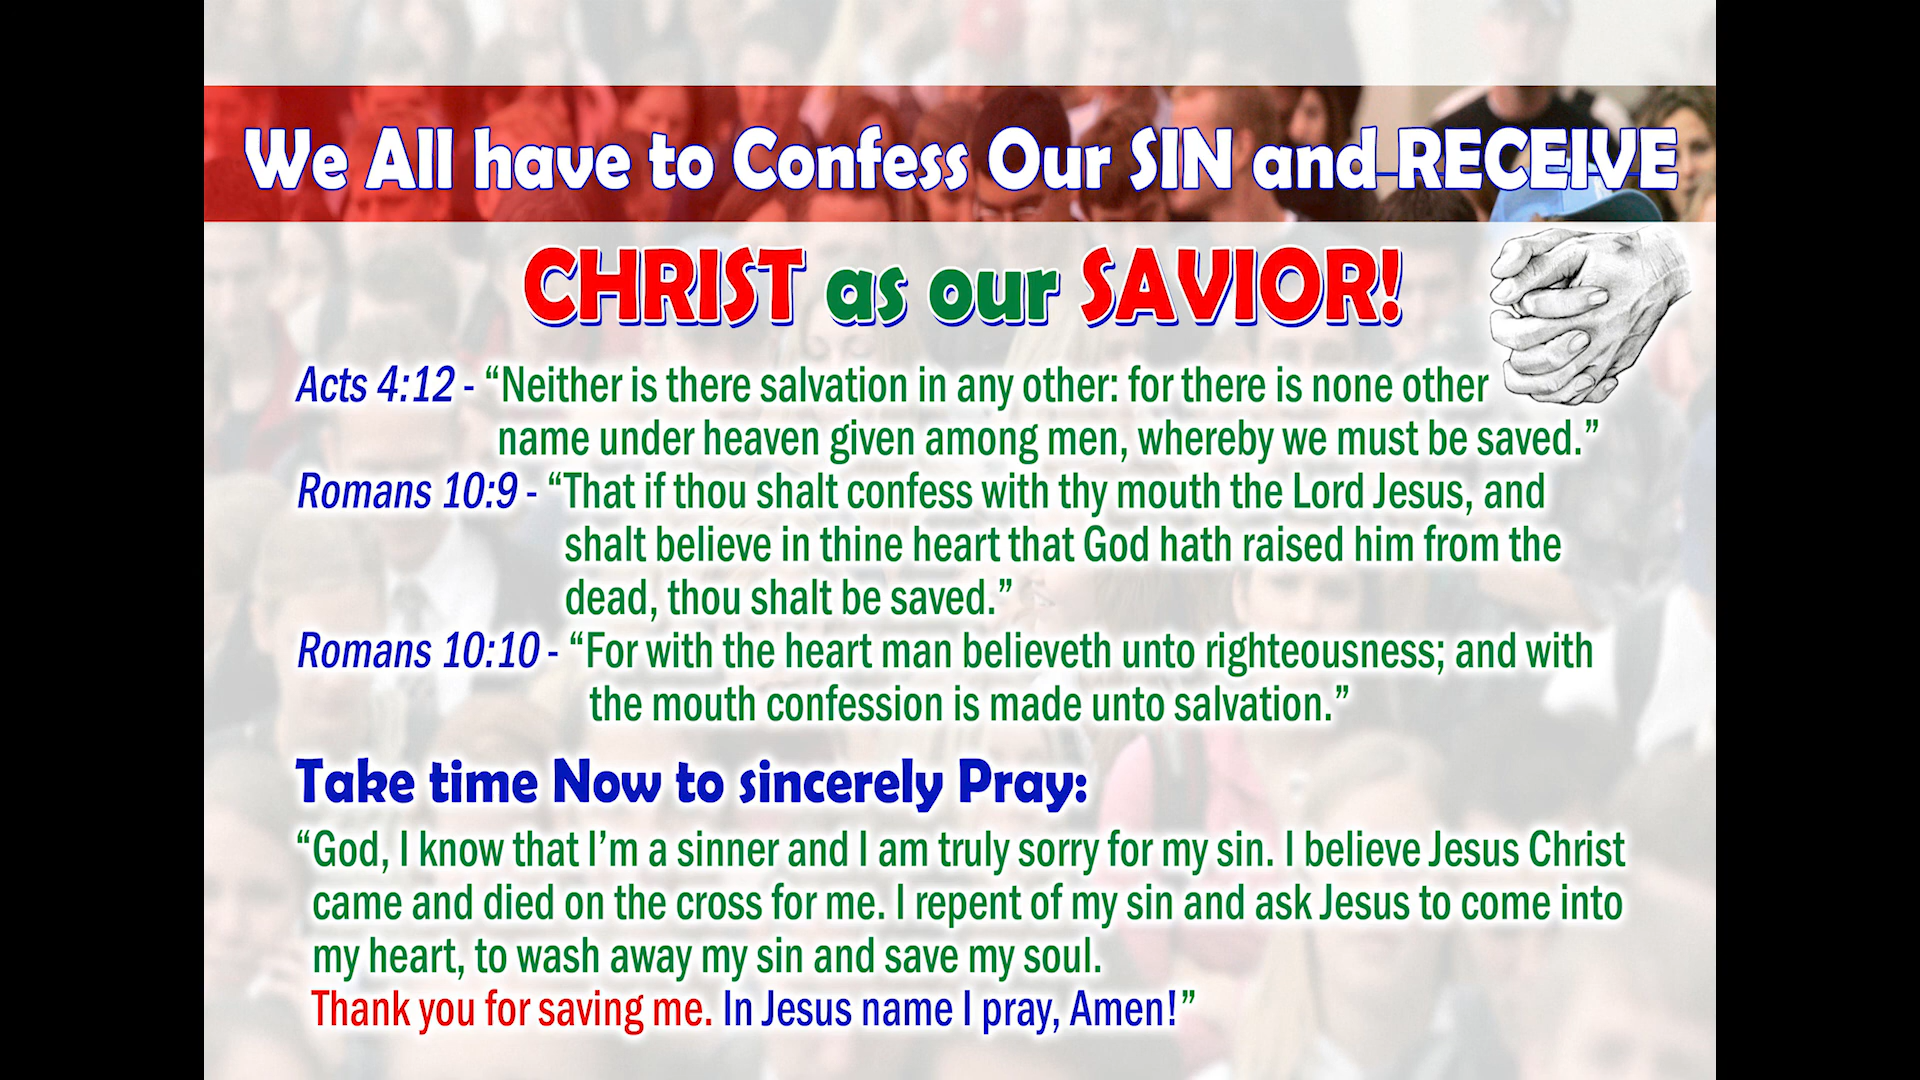 We All have to Confess Our SIN and RECEIVE
CHRIST as our SAVIOR!
Acts 4:12 - “Neither is there salvation in any other: for there is none other
name under heaven given among men, whereby we must be saved.”
Romans 10:9 - “That if thou shalt confess with thy mouth the Lord Jesus, and
shalt believe in thine heart that God hath raised him from the
dead, thou shalt be saved.”
Romans 10:10 - “For with the heart man believeth unto righteousness; and with
the mouth confession is made unto salvation.”
Take time Now to sincerely Pray:
“God, I know that I’m a sinner and I am truly sorry for my sin. I believe Jesus Christ
came and died on the cross for me. I repent of my sin and ask Jesus to come into
my heart, to wash away my sin and save my soul.
Thank you for saving me. In Jesus name I pray, Amen!”